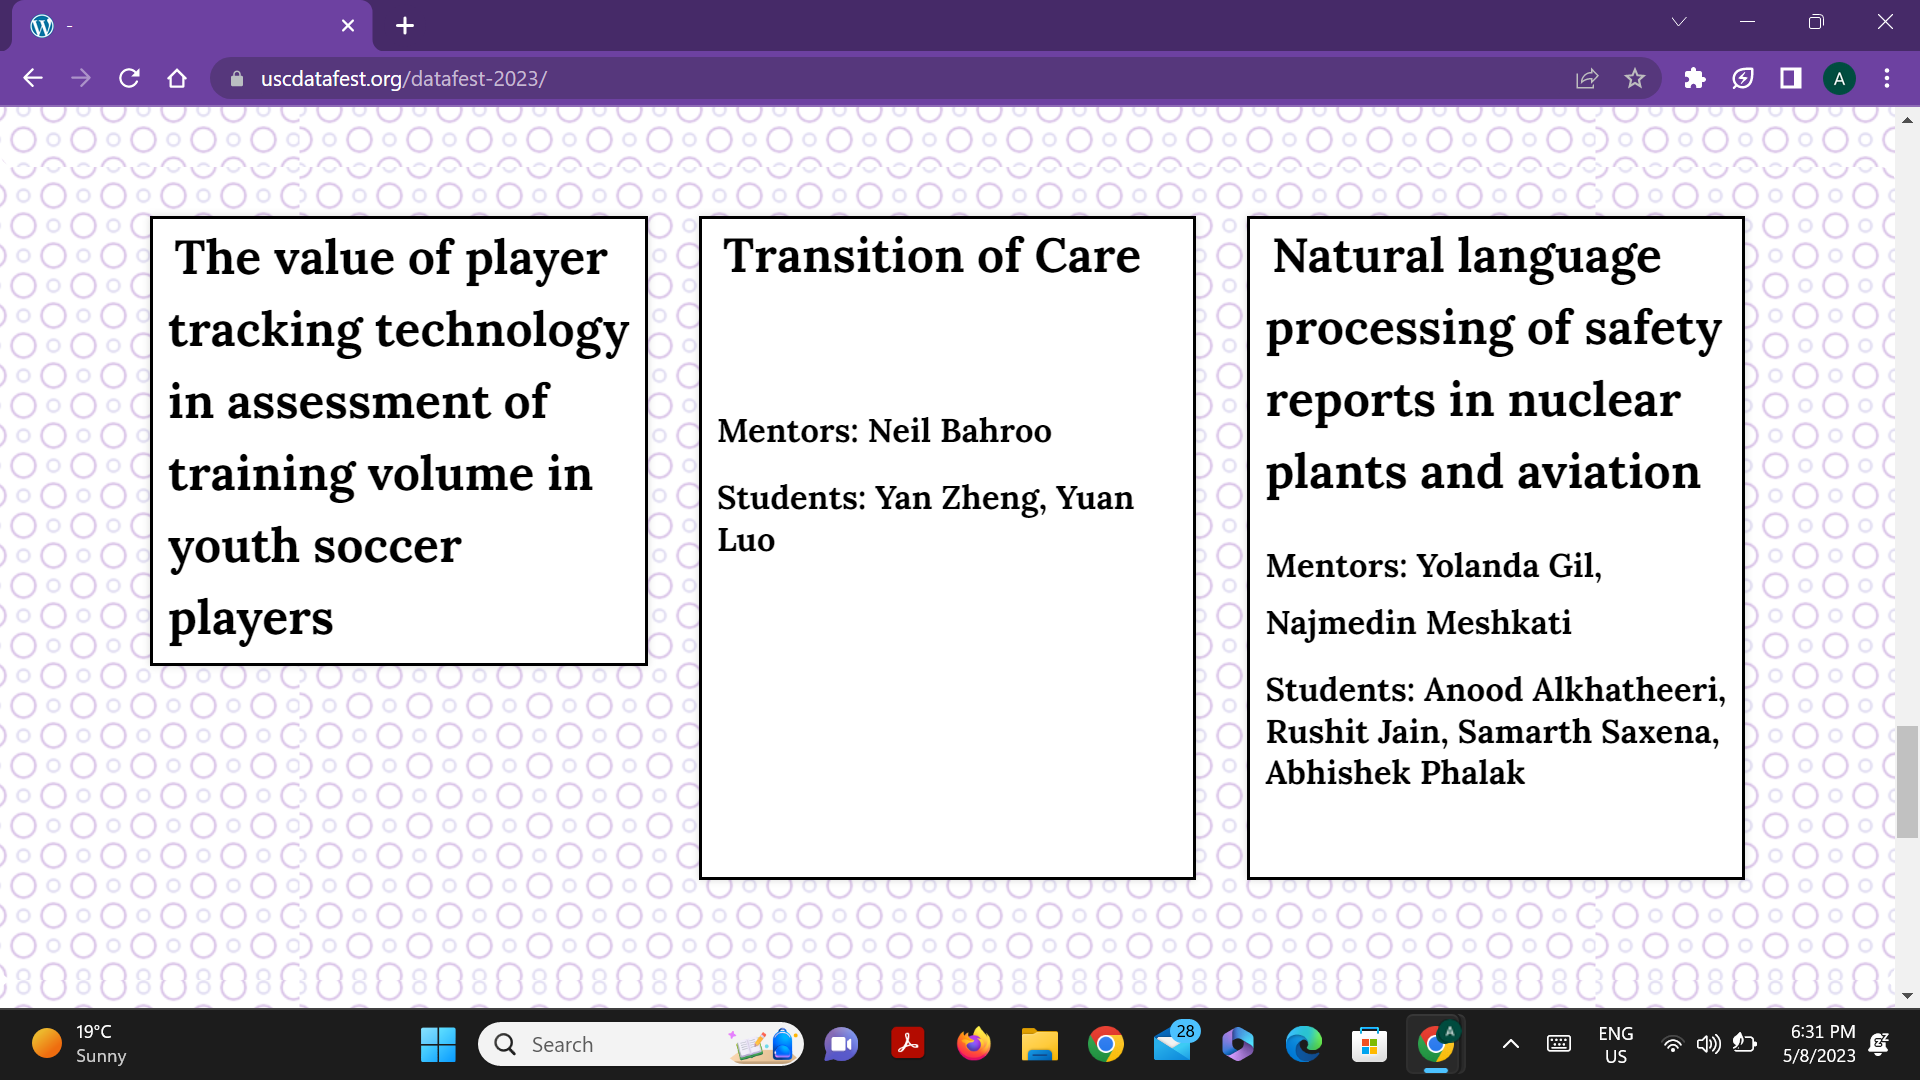 -
uscdatafest.org/datafest-2023/
A
The value of player
tracking technology
in assessment of
training volume in
youth soccer
players
Transition of Care
Mentors: Neil Bahroo
Students: Yan Zheng, Yuan
Luo
Natural language
processing of safety
reports in nuclear
plants and aviation
Mentors: Yolanda Gil,
Najmedin Meshkati
Students: Anood Alkhatheeri,
Rushit Jain, Samarth Saxena,
Abhishek Phalak
19°C
Sunny
Search
28
A
ENG
US
6:31 PM
5/8/2023